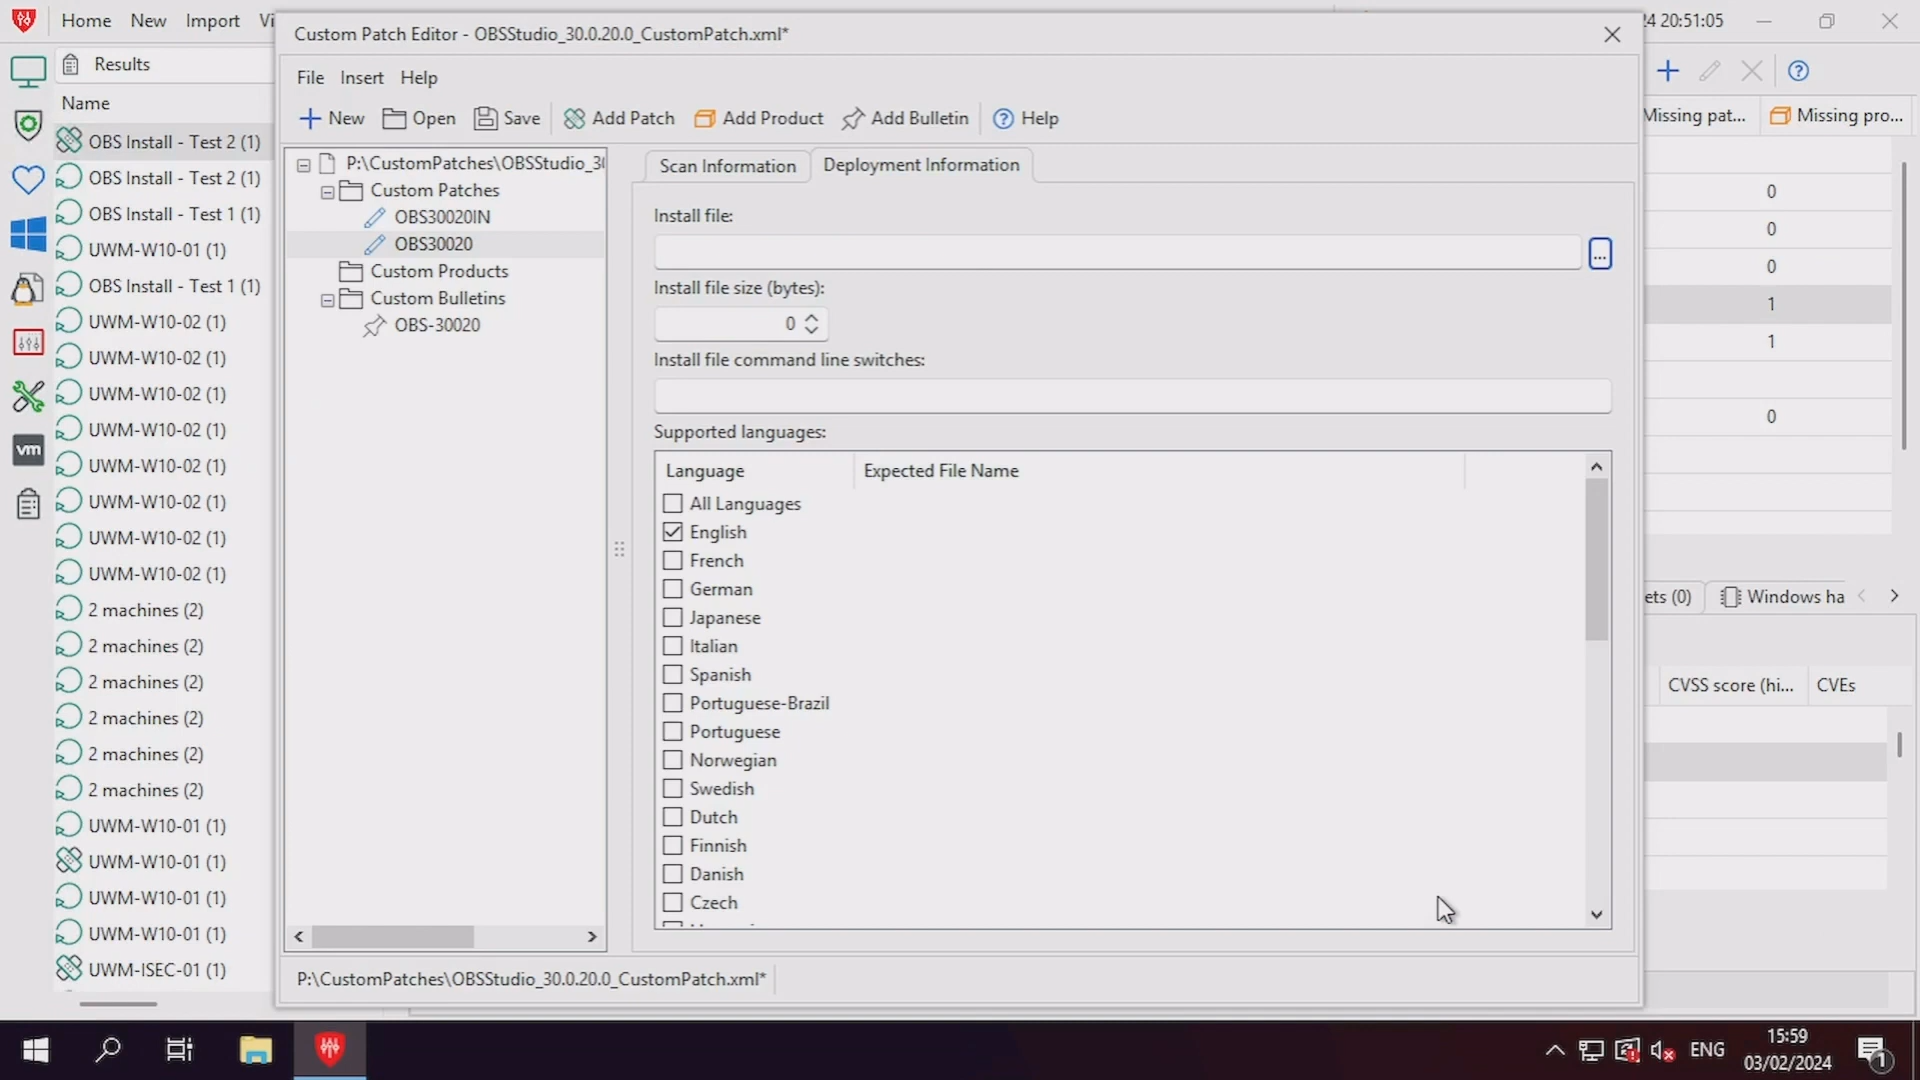 Home New Import Vi
4 20:51:05
Custom Patch Editor - OBSStudio_30.0.20.0_CustomPatch.xml*
Results
Name
OBS Install - Test 2 (1)
OBS Install - Test 2 (1)
OBS Install - Test 1 (1)
UWM-W10-01 (1)
OBS Install - Test 1 (1)
UWM-W10-02 (1)
UWM-W10-02 (1)
UWM-W10-02 (1)
UWM-W10-02 (1)
UWM-W10-02 (1)
UWM-W10-02 (1)
UWM-W10-02 (1)
UWM-W10-02 (1)
2 machines (2)
2 machines (2)
2 machines (2)
2 machines (2)
2 machines (2)
2 machines (2)
UWM-W10-01 (1)
UWM-W10-01 (1)
UWM-W10-01 (1)
UWM-W10-01 (1)
UWM-ISEC-01 (1)
vm
File Insert Help
New Open Save Add Patch Add Product Add Bulletin Help
P:\CustomPatches\OBSStudio_30
Custom Patches
OBS30020IN
OBS30020
Custom Products
Custom Bulletins
OBS-30020
Scan Information Deployment Information
Install file:
...
Install file size (bytes):
0
Install file command line switches:
Supported languages:
Language Expected File Name
All Languages
English
French
German
Japanese
Italian
Spanish
Portuguese-Brazil
Portuguese
Norwegian
Swedish
Dutch
Finnish
Danish
Czech
P:\CustomPatches\OBSStudio_30.0.20.0_CustomPatch.xml*
Missing pat... Missing pro...
0
0
0
1
1
0
ets (0) Windows ha
CVSS score (hi... CVEs
ENG
15:59
03/02/2024
1